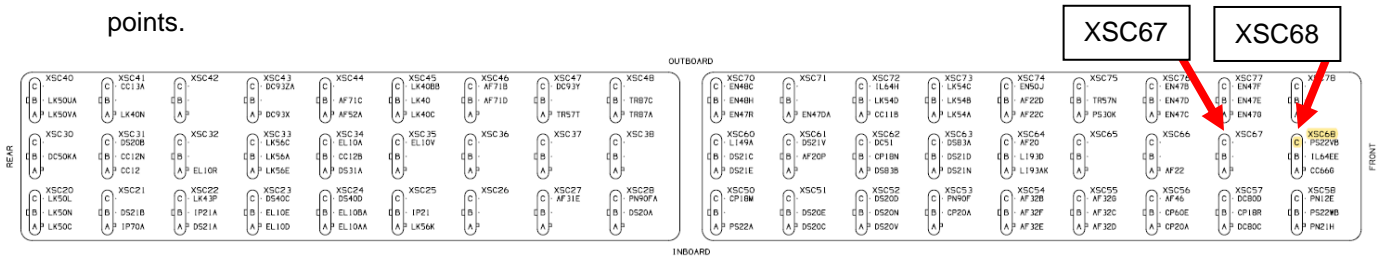 points.
XSC67 XSC68
OUTBOARD
XSC40 XSC41 XSC42 XSC43 XSC44 XSC45 XSC46 XSC47 XSC48 XSC70 XSC71 XSC72 XSC73 XSC74 XSC75 XSC76 XSC77 XSC78
C C CC13A C C DC93ZA C C LK40BB C AF71B C DC93Y C C EN48C C C IL64H C LK54C C EN50J C C EN47B C EN47F C
B LK50UA B B B B AF71C B LK40 B AF71D B B TR87C B EN48H B B LK54D B LK54B B AF22D B TR57N B EN47D B EN47E B
A LK50VA A LK40N A A DC93X A AF52A A LK40C A A TR57T A TR87A A EN47R A EN47DA A CC11B A LK54A A AF22C A PS30K A EN47C A EN47G A
REAR
XSC30 XSC31 XSC32 XSC33 XSC34 XSC35 XSC36 XSC37 XSC38 XSC60 XSC61 XSC62 XSC63 XSC64 XSC65 XSC66 XSC67 XSC68
C C DS20B C C LK56C C EL10A C EL10V C C C C L149A C DS21V C DC51 C DS83A C AF20 C C C C PS22VB
B DC50KA B CC12N B B LK56A B CC12B B B B B B DS21C B AF20P B CP18N B DS21D B L193D B B B B IL64EE
A A CC12 A EL10R A LK56E A DS31A A A A A A DS21E A A DS83B A DS21N A L193AK A A AF22 A A CC66G
FRONT
XSC20 XSC21 XSC22 XSC23 XSC24 XSC25 XSC26 XSC27 XSC28 XSC50 XSC51 XSC52 XSC53 XSC54 XSC55 XSC56 XSC57 XSC58
C LK50L C C LK43P C DS40C C DS40D C C C AF31E C PN90FA C CP18M C C DS20D C PN90F C AF32B C AF32G C AF46 C DC80D C PN12E
B LK50N B DS21B B IP21A B EL10E B EL10BA B IP21 B B B DS20A B B DS20E B DS20N B CP20A B AF32F B AF32C B CP60E B CP18R B PS22WB
A LK50C A IP70A A DS21A A EL10D A EL10AA A LK56K A A A A PS22A A DS20C A DS20V A A AF32E A AF32D A CP20A A DC80C A PN21H
INBOARD